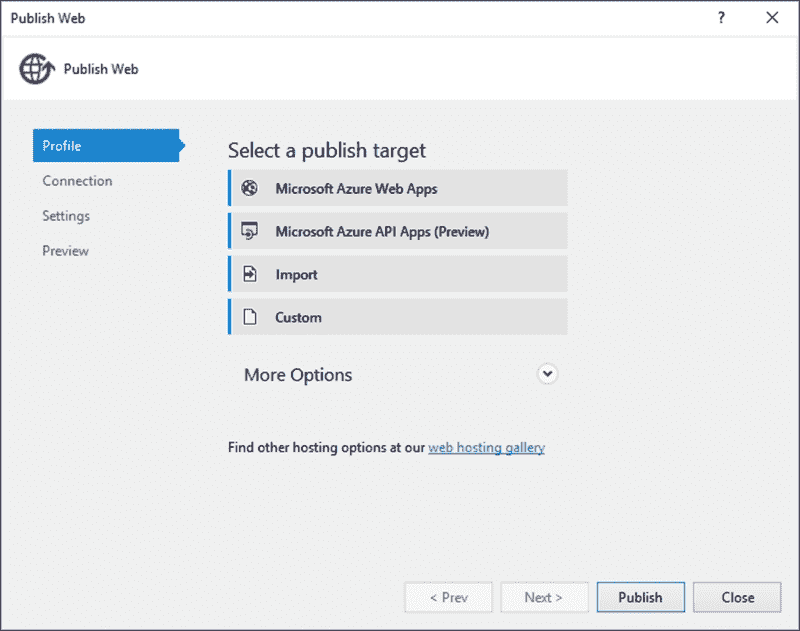 Publish Web
?
Publish Web
Profile
Connection
Settings
Preview
Select a publish target
Microsoft Azure Web Apps
Microsoft Azure API Apps (Preview)
Import
Custom
More Options
Find other hosting options at our web hosting gallery
< Prev
Next >
Publish
Close